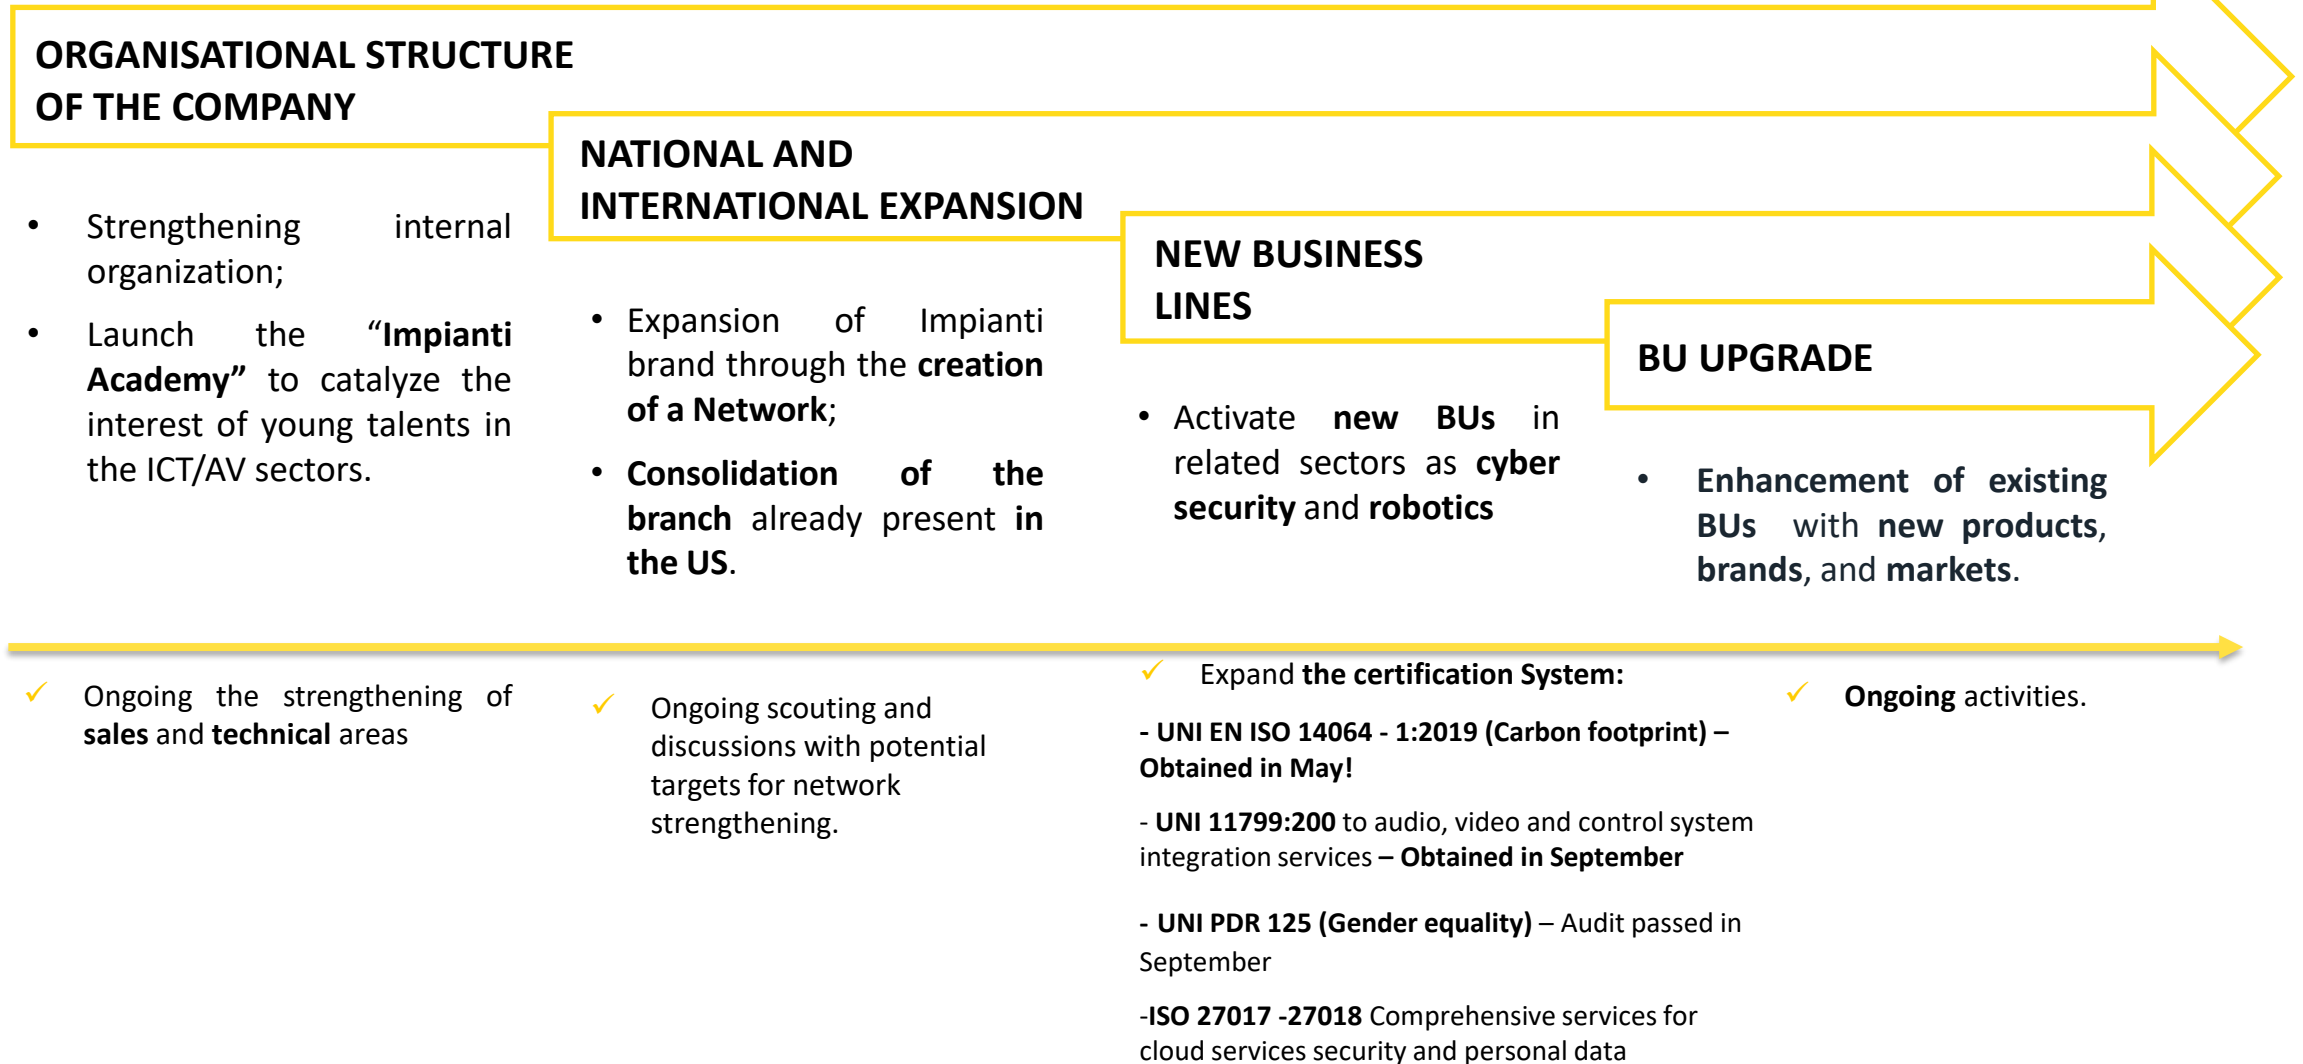 ORGANISATIONAL STRUCTURE
OF THE COMPANY
• Strengthening internal
organization;
• Launch the “Impianti
Academy” to catalyze the
interest of young talents in
the ICT/AV sectors.
NATIONAL AND
INTERNATIONAL EXPANSION
• Expansion of Impianti
brand through the creation
of a Network;
• Consolidation of the
branch already present in
the US.
NEW BUSINESS
LINES
• Activate new BUs in
related sectors as cyber
security and robotics
BU UPGRADE
• Enhancement of existing
BUs with new products,
brands, and markets.
✓ Ongoing the strengthening of
sales and technical areas
✓ Ongoing scouting and
discussions with potential
targets for network
strengthening.
✓ Expand the certification System:
- UNI EN ISO 14064 - 1:2019 (Carbon footprint) –
Obtained in May!
- UNI 11799:200 to audio, video and control system
integration services – Obtained in September
- UNI PDR 125 (Gender equality) – Audit passed in
September
-ISO 27017 -27018 Comprehensive services for
cloud services security and personal data
✓ Ongoing activities.